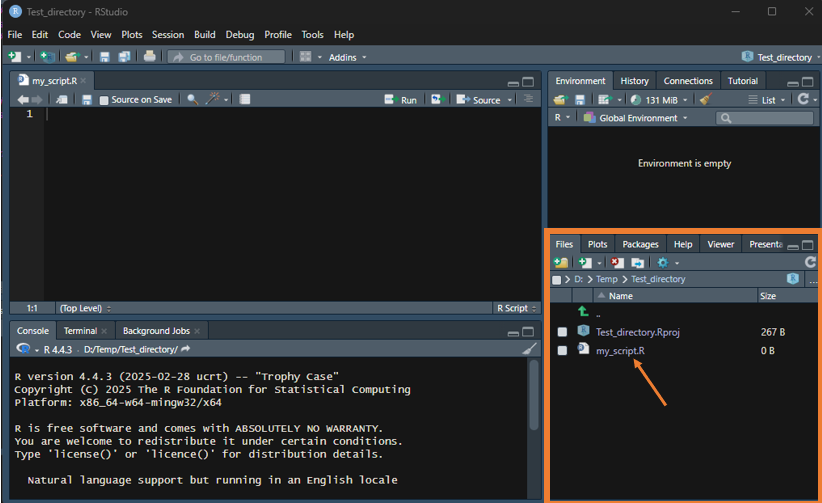 Test_directory - RStudio
File Edit Code View Plots Session Build Debug Profile Tools Help
Go to file/function Addins Test_directory
my_script.R
Source on Save Run Source
1
1:1 (Top Level) R Script
Console Terminal Background Jobs
R 4.4.3 · D:/Temp/Test_directory/
R version 4.4.3 (2025-02-28 ucrt) -- "Trophy Case"
Copyright (C) 2025 The R Foundation for Statistical Computing
Platform: x86_64-w64-mingw32/x64
R is free software and comes with ABSOLUTELY NO WARRANTY.
You are welcome to redistribute it under certain conditions.
Type 'license()' or 'licence()' for distribution details.
Natural language support but running in an English locale
Environment History Connections Tutorial
131 MiB List
R Global Environment
Environment is empty
Files Plots Packages Help Viewer Presenta
D: > Temp > Test_directory ...
Name Size
..
Test_directory.Rproj 267 B
my_script.R 0 B